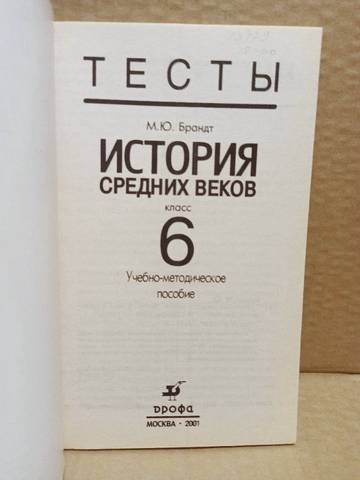 ТЕСТЫ
М.Ю. Брандт
ИСТОРИЯ
СРЕДНИХ ВЕКОВ
класс
6
Учебно-методическое
пособие
дрофа
МОСКВА · 2001